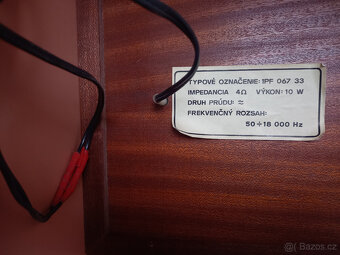 TYPOVÉ OZNAČENIE: 1PF 067 33
IMPEDANCIA 4Ω VÝKON: 10 W
DRUH PRÚDU: ≈
FREKVENČNÝ ROZSAH:
50÷18 000 Hz
© Bazos.cz